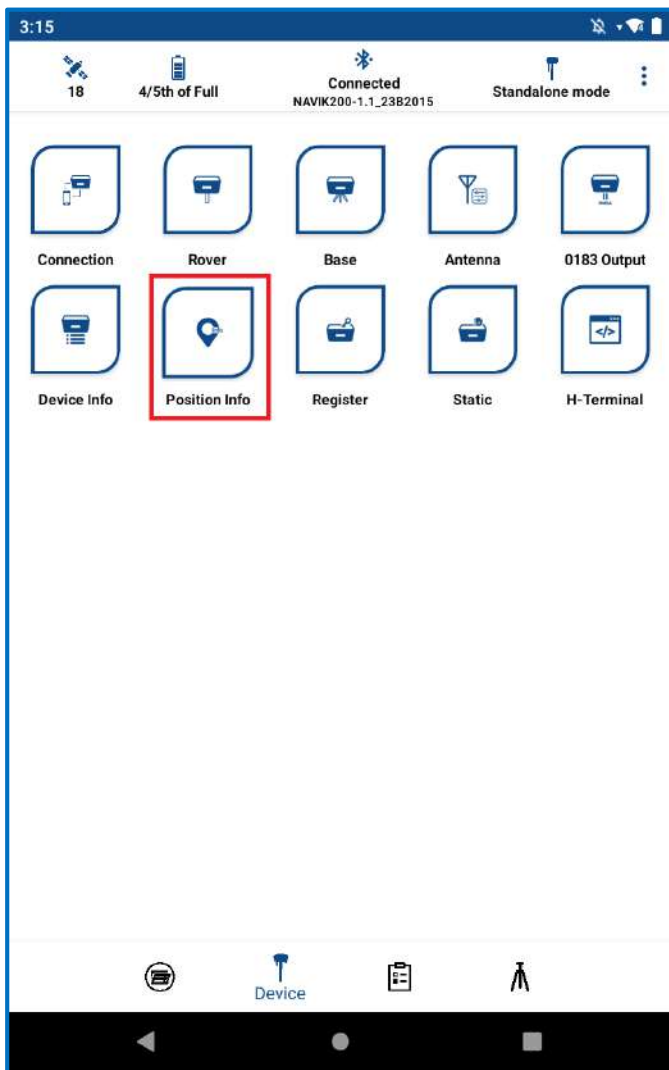 3:15
18
4/5th of Full
Connected
NAVIK200-1.1_23B2015
Standalone mode
Connection
Rover
Base
Antenna
0183 Output
Device Info
Position Info
Register
Static
H-Terminal
Device